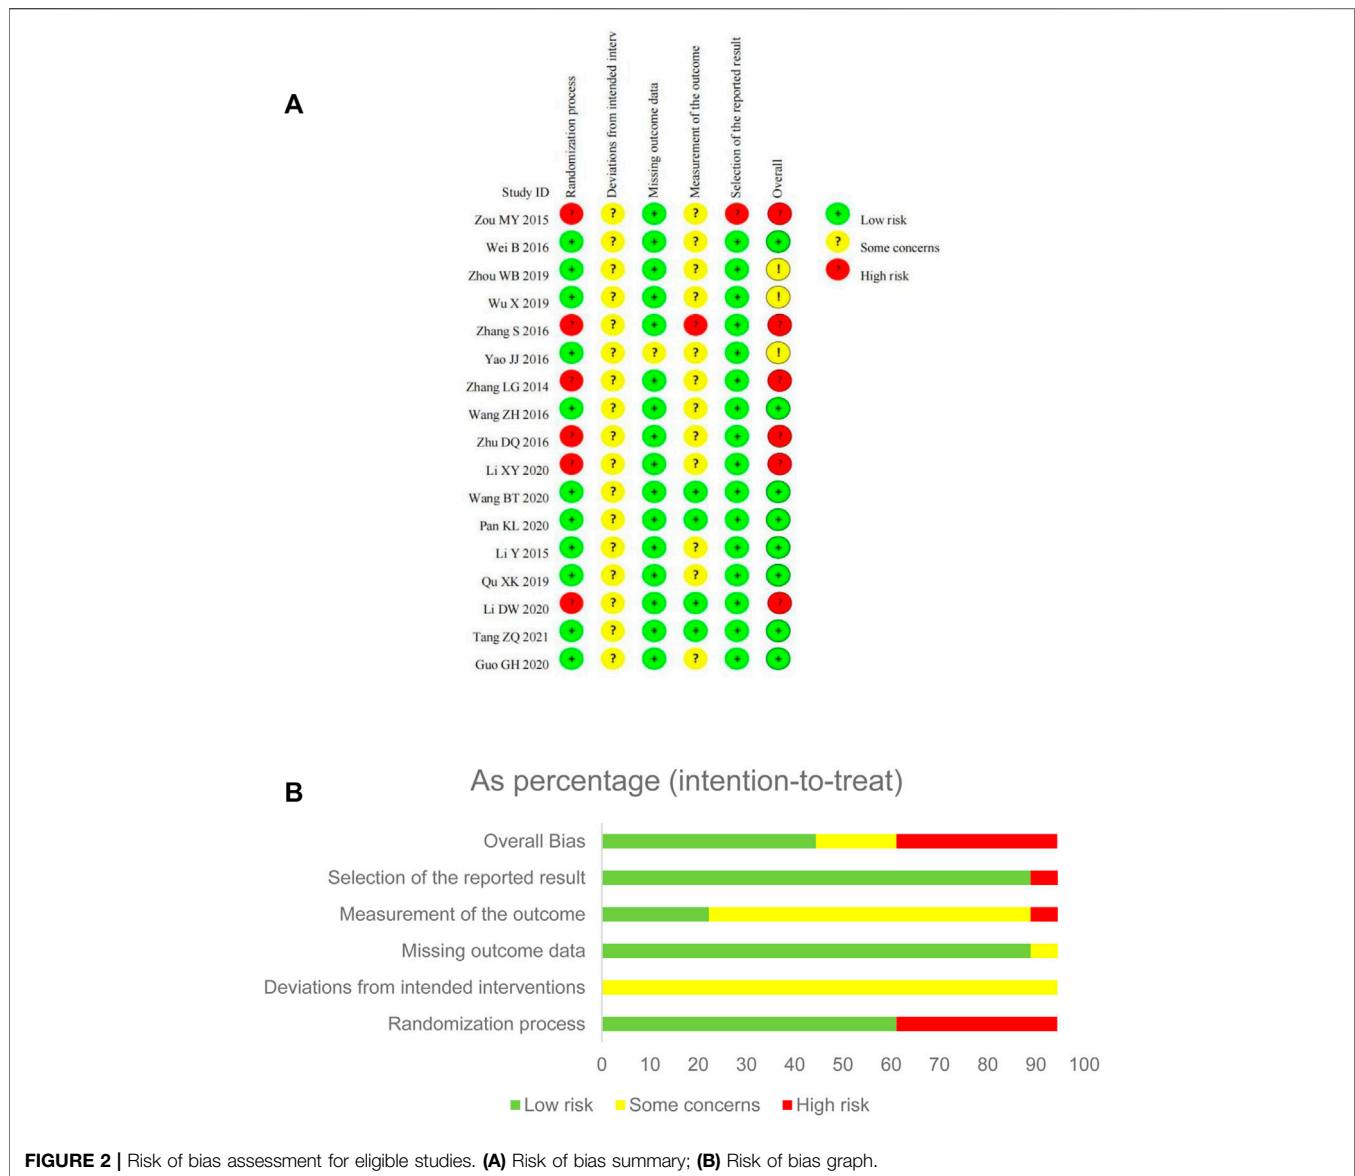 A
Randomization process
Deviations from intended interv
Missing outcome data
Measurement of the outcome
Selection of the reported result
Overall
Study ID
Zou MY 2015 ? ? + ? ? ?
Wei B 2016 + ? + ? + +
Zhou WB 2019 + ? + ? + !
Wu X 2019 + ? + ? + !
Zhang S 2016 ? ? + ? + ?
Yao JJ 2016 + ? ? ? + !
Zhang LG 2014 ? ? + ? + ?
Wang ZH 2016 + ? + ? + +
Zhu DQ 2016 ? ? + ? + ?
Li XY 2020 ? ? + ? + ?
Wang BT 2020 + ? + + + +
Pan KL 2020 + ? + + + +
Li Y 2015 + ? + ? + +
Qu XK 2019 + ? + ? + +
Li DW 2020 ? ? + + + ?
Tang ZQ 2021 + ? + + + +
Guo GH 2020 + ? + ? + +
+ Low risk
? Some concerns
? High risk
B
As percentage (intention-to-treat)
Overall Bias
Selection of the reported result
Measurement of the outcome
Missing outcome data
Deviations from intended interventions
Randomization process
0 10 20 30 40 50 60 70 80 90 100
Low risk Some concerns High risk
FIGURE 2 | Risk of bias assessment for eligible studies. (A) Risk of bias summary; (B) Risk of bias graph.